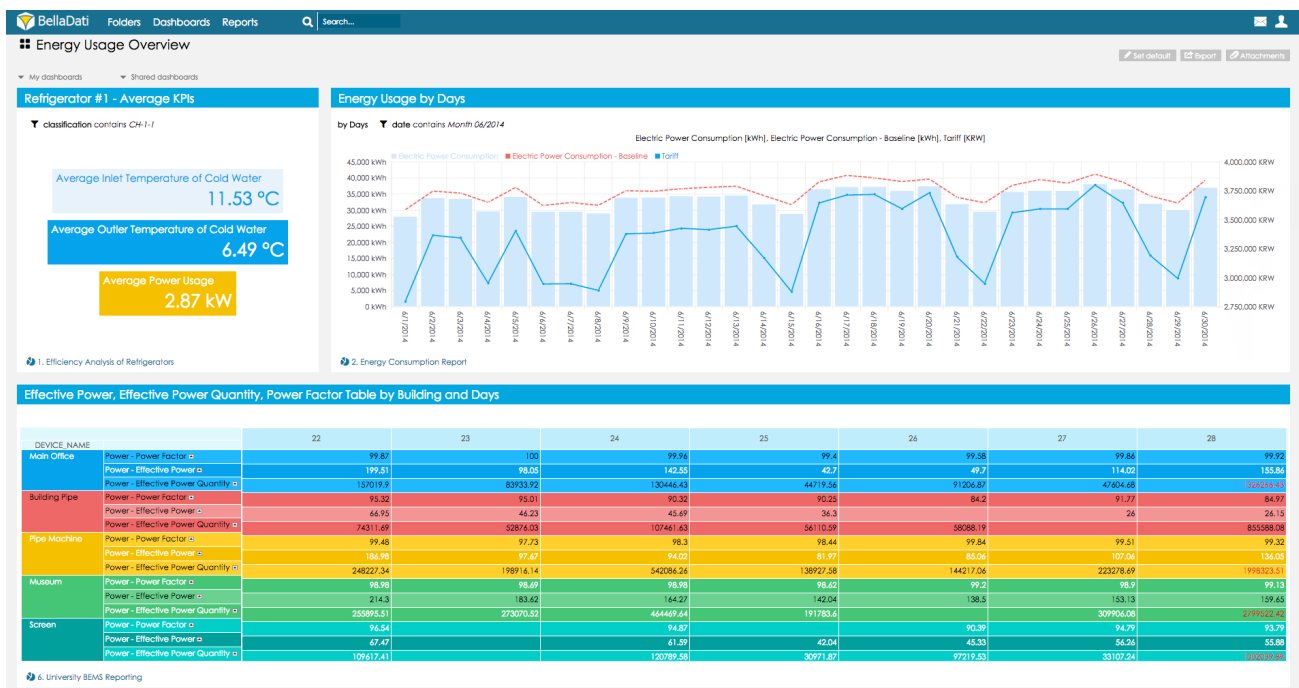 BellaDati Folders Dashboards Reports Search...
Energy Usage Overview
Set default Export Attachments
My dashboards Shared dashboards
Refrigerator #1 - Average KPIs
classification contains CH-1-1
Average Inlet Temperature of Cold Water
11.53 °C
Average Outler Temperature of Cold Water
6.49 °C
Average Power Usage
2.87 kW
1. Efficiency Analysis of Refrigerators
Energy Usage by Days
by Days date contains Month 06/2014
Electric Power Consumption [kWh], Electric Power Consumption - Baseline [kWh], Tariff [KRW]
Electric Power Consumption Electric Power Consumption - Baseline Tariff
45,000 kWh
40,000 kWh
35,000 kWh
30,000 kWh
25,000 kWh
20,000 kWh
15,000 kWh
10,000 kWh
5,000 kWh
0 kWh
4,000,000 KRW
3,750,000 KRW
3,500,000 KRW
3,250,000 KRW
3,000,000 KRW
2,750,000 KRW
6/1/2014 6/2/2014 6/3/2014 6/4/2014 6/5/2014 6/6/2014 6/7/2014 6/8/2014 6/9/2014 6/10/2014 6/11/2014 6/12/2014 6/13/2014 6/14/2014 6/15/2014 6/16/2014 6/17/2014 6/18/2014 6/19/2014 6/20/2014 6/21/2014 6/22/2014 6/23/2014 6/24/2014 6/25/2014 6/26/2014 6/27/2014 6/28/2014 6/29/2014 6/30/2014
2. Energy Consumption Report
Effective Power, Effective Power Quantity, Power Factor Table by Building and Days
DEVICE_NAME 22 23 24 25 26 27 28
Main Office Power - Power Factor 99.87 100 99.96 99.4 99.58 99.86 99.92
Power - Effective Power 199.51 98.05 142.55 42.7 49.7 114.02 155.86
Power - Effective Power Quantity 157019.9 83933.92 130446.43 44719.56 91206.87 47604.68
Building Pipe Power - Power Factor 95.32 95.01 90.32 90.25 84.2 91.77 84.97
Power - Effective Power 66.95 46.23 45.69 36.3 26 26.15
Power - Effective Power Quantity 74311.69 52876.03 107461.63 56110.59 58088.19 855588.08
Pipe Machine Power - Power Factor 99.48 97.73 98.3 98.44 99.84 99.51 99.32
Power - Effective Power 186.98 97.67 94.02 81.97 85.06 107.06 136.05
Power - Effective Power Quantity 248227.34 198916.14 542086.26 138927.58 144217.06 223278.69 1998323.51
Museum Power - Power Factor 98.98 98.69 98.98 98.62 99.2 98.9 99.13
Power - Effective Power 214.3 183.62 164.27 142.04 138.5 153.13 159.65
Power - Effective Power Quantity 255895.51 273070.52 464469.64 191783.6 309906.08 2799522.42
Screen Power - Power Factor 96.54 94.87 90.39 94.79 93.79
Power - Effective Power 67.47 61.59 42.04 45.33 56.26 55.88
Power - Effective Power Quantity 109617.41 120789.58 30971.87 97219.53 33107.24
6. University BEMS Reporting